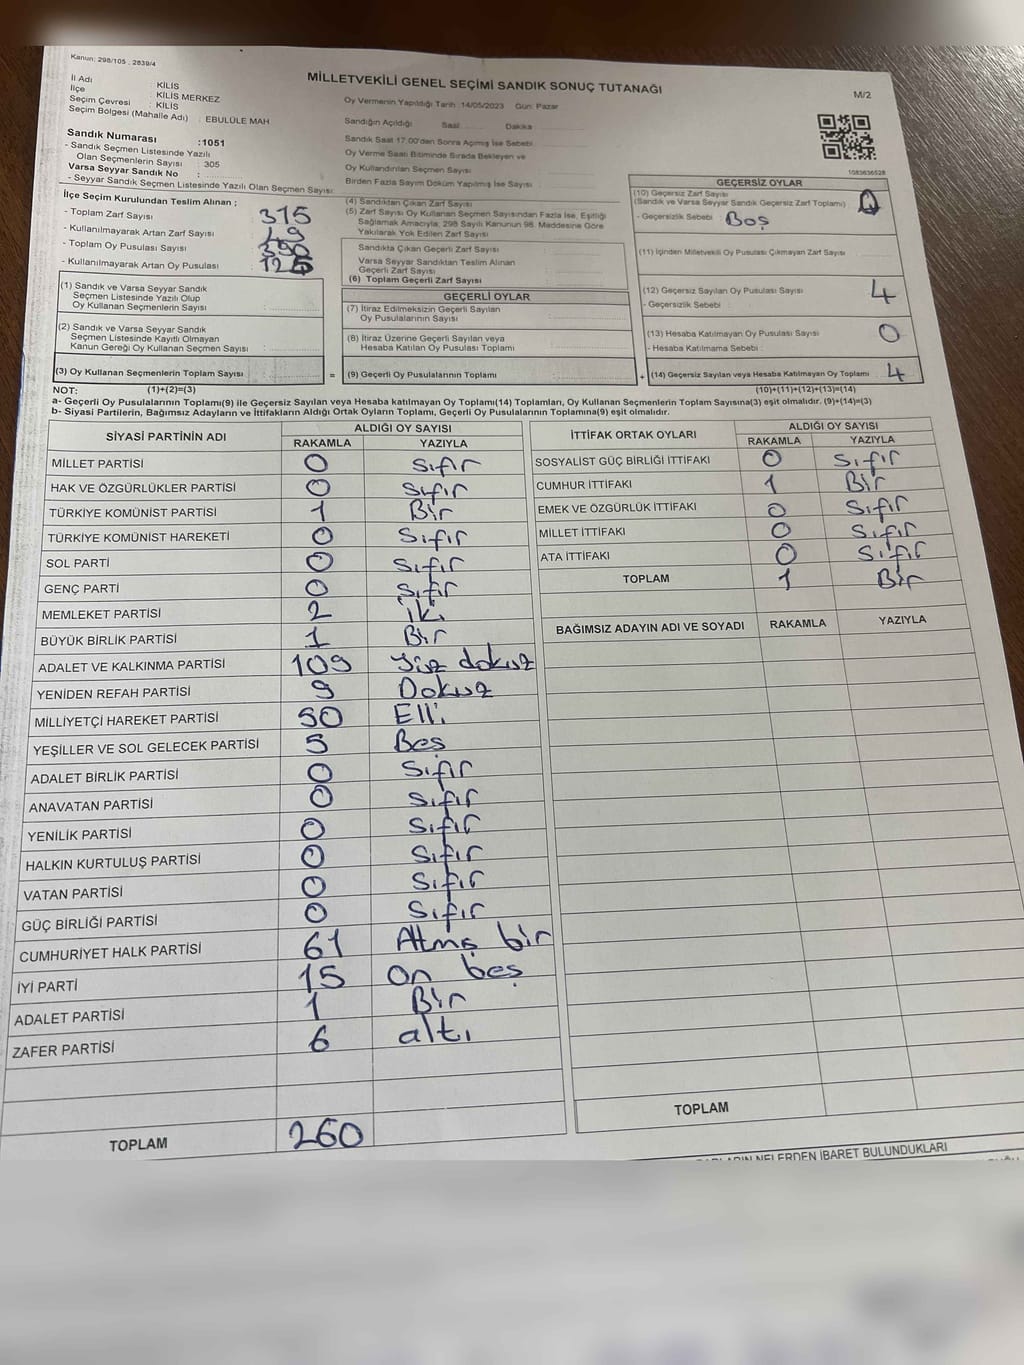 Kanun: 298/105 . 2839/4
MİLLETVEKİLİ GENEL SEÇİMİ SANDIK SONUÇ TUTANAĞI
M/2
İl Adı : KİLİS
İlçe : KİLİS MERKEZ
Seçim Çevresi : KİLİS
Seçim Bölgesi (Mahalle Adı) : EBULÜLE MAH
Sandık Numarası :1051
- Sandık Seçmen Listesinde Yazılı
Olan Seçmenlerin Sayısı : 305
Varsa Seyyar Sandık No :
- Seyyar Sandık Seçmen Listesinde Yazılı Olan Seçmen Sayısı:
Oy Vermenin Yapıldığı Tarih :14/05/2023 Gün: Pazar
Sandığın Açıldığı Saat Dakika
Sandık Saat 17.00'den Sonra Açımış İse Sebebi
Oy Verme Saati Bitiminde Sırada Bekleyen ve
Oy Kullandırılan Seçmen Sayısı
Birden Fazla Sayım Döküm Yapılmış İse Sayısı :
1083636528
İlçe Seçim Kurulundan Teslim Alınan ;
- Toplam Zarf Sayısı 315
- Kullanılmayarak Artan Zarf Sayısı
- Toplam Oy Pusulası Sayısı
- Kullanılmayarak Artan Oy Pusulası
(1) Sandık ve Varsa Seyyar Sandık
Seçmen Listesinde Yazılı Olup
Oy Kullanan Seçmenlerin Sayısı :
(2) Sandık ve Varsa Seyyar Sandık
Seçmen Listesinde Kayıtlı Olmayan
Kanun Gereği Oy Kullanan Seçmen Sayısı :
(3) Oy Kullanan Seçmenlerin Toplam Sayısı =
(4) Sandıktan Çıkan Zarf Sayısı
(5) Zarf Sayısı Oy Kullanan Seçmen Sayısından Fazla İse, Eşitliği
Sağlamak Amacıyla, 298 Sayılı Kanunun 98. Maddesine Göre
Yakılarak Yok Edilen Zarf Sayısı
Sandıkta Çıkan Geçerli Zarf Sayısı
Varsa Seyyar Sandıktan Teslim Alınan
Geçerli Zarf Sayısı
(6) Toplam Geçerli Zarf Sayısı
GEÇERLİ OYLAR
(7) İtiraz Edilmeksizin Geçerli Sayılan
Oy Pusulalarının Sayısı
(8) İtiraz Üzerine Geçerli Sayılan veya
Hesaba Katılan Oy Pusulası Toplamı
(9) Geçerli Oy Pusulalarının Toplamı +
GEÇERSİZ OYLAR
(10) Geçersiz Zarf Sayısı
(Sandık ve Varsa Seyyar Sandık Geçersiz Zarf Toplamı)
- Geçersizlik Sebebi : Boş
(11) İçinden Milletvekili Oy Pusulası Çıkmayan Zarf Sayısı
(12) Geçersiz Sayılan Oy Pusulası Sayısı 4
- Geçersizlik Sebebi :
(13) Hesaba Katılmayan Oy Pusulası Sayısı 0
- Hesaba Katılmama Sebebi :
(14) Geçersiz Sayılan veya Hesaba Katılmayan Oy Toplamı 4
NOT: (1)+(2)=(3) (10)+(11)+(12)+(13)=(14)
a- Geçerli Oy Pusulaları Toplamı(9) ile Geçersiz Sayılan veya Hesaba katılmayan Oy Toplamı(14) Toplamları, Oy Kullanan Seçmenlerin Toplam Sayısına(3) eşit olmalıdır. (9)+(14)=(3)
b- Siyasi Partilerin, Bağımsız Adayların ve İttifakların Aldığı Ortak Oyların Toplamı, Geçerli Oy Pusulalarının Toplamına(9) eşit olmalıdır.
SİYASİ PARTİNİN ADI ALDIĞI OY SAYISI
RAKAMLA YAZIYLA
MİLLET PARTİSİ 0 Sıfır
HAK VE ÖZGÜRLÜKLER PARTİSİ 0 Sıfır
TÜRKİYE KOMÜNİST PARTİSİ 1 Bir
TÜRKİYE KOMÜNİST HAREKETİ 0 Sıfır
SOL PARTİ 0 Sıfır
GENÇ PARTİ 0 Sıfır
MEMLEKET PARTİSİ 2 iki
BÜYÜK BİRLİK PARTİSİ 1 Bir
ADALET VE KALKINMA PARTİSİ 109 Yüz dokuz
YENİDEN REFAH PARTİSİ 9 Dokuz
MİLLİYETÇİ HAREKET PARTİSİ 50 Elli
YEŞİLLER VE SOL GELECEK PARTİSİ 5 Beş
ADALET BİRLİK PARTİSİ 0 Sıfır
ANAVATAN PARTİSİ 0 Sıfır
YENİLİK PARTİSİ 0 Sıfır
HALKIN KURTULUŞ PARTİSİ 0 Sıfır
VATAN PARTİSİ 0 Sıfır
GÜÇ BİRLİĞİ PARTİSİ 0 Sıfır
CUMHURİYET HALK PARTİSİ 61 Atmış bir
İYİ PARTİ 15 on beş
ADALET PARTİSİ 1 Bir
ZAFER PARTİSİ 6 altı
TOPLAM 260
İTTİFAK ORTAK OYLARI ALDIĞI OY SAYISI
RAKAMLA YAZIYLA
SOSYALİST GÜÇ BİRLİĞİ İTTİFAKI 0 Sıfır
CUMHUR İTTİFAKI 1 Bir
EMEK VE ÖZGÜRLÜK İTTİFAKI 0 Sıfır
MİLLET İTTİFAKI 0 Sıfır
ATA İTTİFAKI 0 Sıfır
TOPLAM 1 Bir
BAĞIMSIZ ADAYIN ADI VE SOYADI RAKAMLA YAZIYLA
TOPLAM
NELERDEN İBARET BULUNDUKLARI